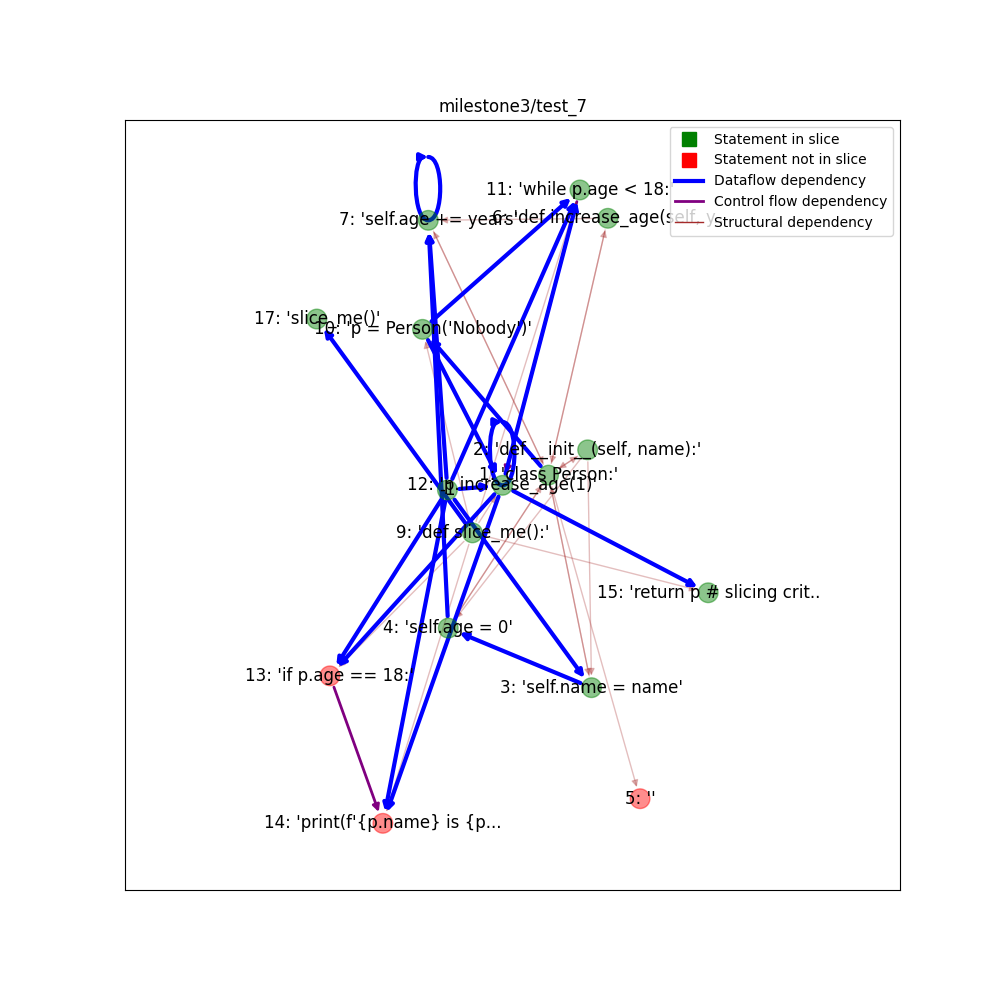 milestone3/test_7
Statement in slice
Statement not in slice
Dataflow dependency
Control flow dependency
Structural dependency
11: 'while p.age < 18:
6: 'def increase_age(self, y
7: 'self.age += years'
17: 'slice_me()'
10: 'p = Person('Nobody')'
2: 'def __init__(self, name):'
1: 'class Person:'
12: 'p.increase_age(1)'
9: 'def slice_me():'
15: 'return p # slicing crit..
4: 'self.age = 0'
13: 'if p.age == 18:
3: 'self.name = name'
5: ''
14: 'print(f'{p.name} is {p...